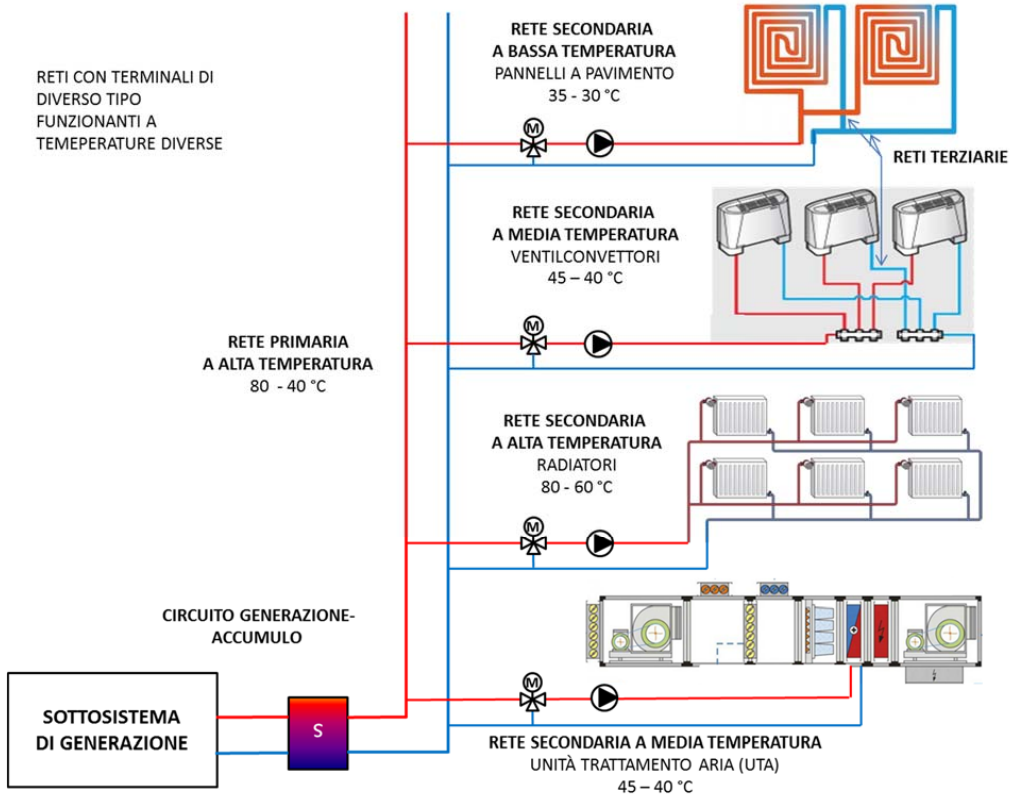 RETI CON TERMINALI DI
DIVERSO TIPO
FUNZIONANTI A
TEMEPERATURE DIVERSE
RETE SECONDARIA
A BASSA TEMPERATURA
PANNELLI A PAVIMENTO
35 - 30 °C
M
RETI TERZIARIE
RETE SECONDARIA
A MEDIA TEMPERATURA
VENTILCONVETTORI
45 – 40 °C
M
RETE PRIMARIA
A ALTA TEMPERATURA
80 - 40 °C
RETE SECONDARIA
A ALTA TEMPERATURA
RADIATORI
80 - 60 °C
M
CIRCUITO GENERAZIONE-
ACCUMULO
M
SOTTOSISTEMA
DI GENERAZIONE
S
RETE SECONDARIA A MEDIA TEMPERATURA
UNITÀ TRATTAMENTO ARIA (UTA)
45 – 40 °C